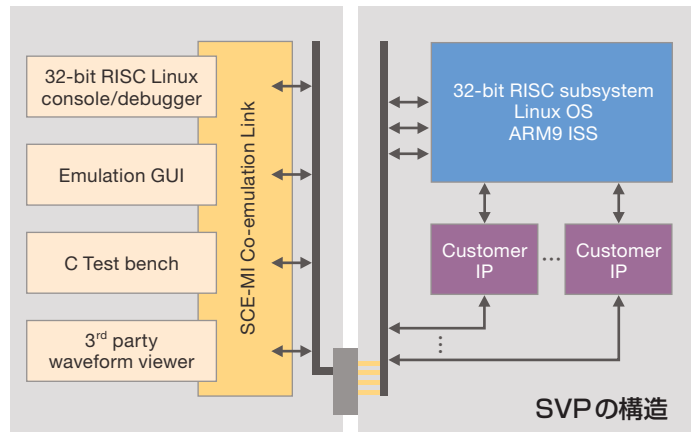 32-bit RISC Linux
console/debugger
Emulation GUI
C Test bench
3rd party
waveform viewer
SCE-MI Co-emulation Link
32-bit RISC subsystem
Linux OS
ARM9 ISS
Customer
IP
...
Customer
IP
SVPの構造